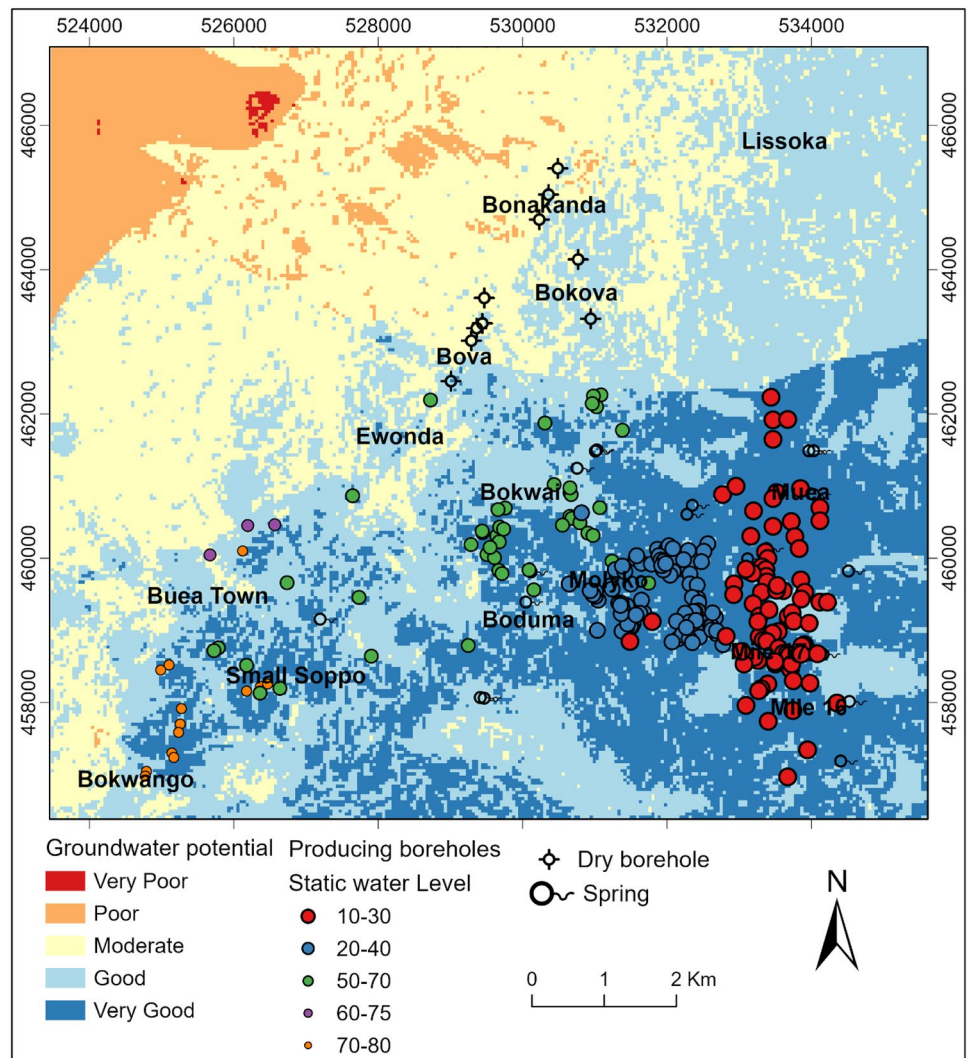 524000 526000 528000 530000 532000 534000
466000 466000
Lissoka
Bonakanda
464000 464000
Bokova
Bova
462000 462000
Ewonda
Bokwai Muea
460000 460000
Molyko
Buea Town
Boduma
Small Soppo Mile 17
458000 458000
Mile 16
Bokwango
Groundwater potential
Very Poor
Poor
Moderate
Good
Very Good
Producing boreholes
Static water Level
10-30
20-40
50-70
60-75
70-80
Dry borehole
Spring
0 1 2 Km
N